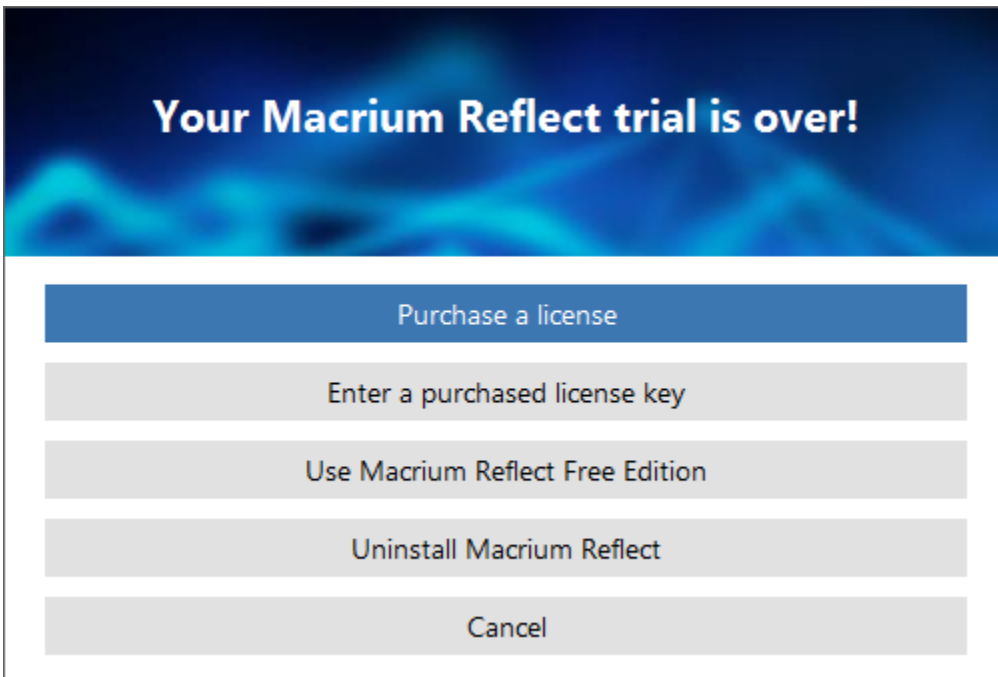 Your Macrium Reflect trial is over!
Purchase a license
Enter a purchased license key
Use Macrium Reflect Free Edition
Uninstall Macrium Reflect
Cancel